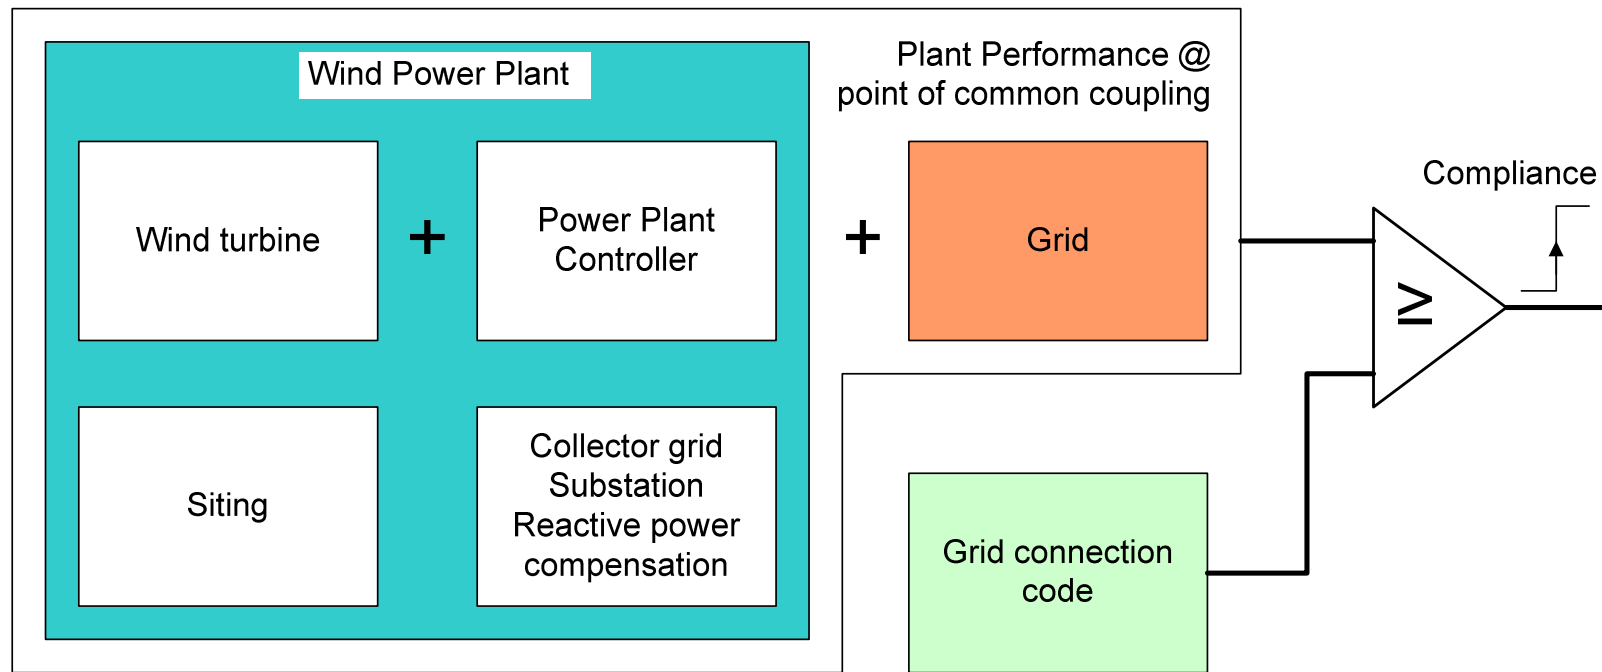 Wind Power Plant
Plant Performance @
point of common coupling
Wind turbine
+
Power Plant
Controller
+
Grid
Compliance
≥
Siting
Collector grid
Substation
Reactive power
compensation
Grid connection
code